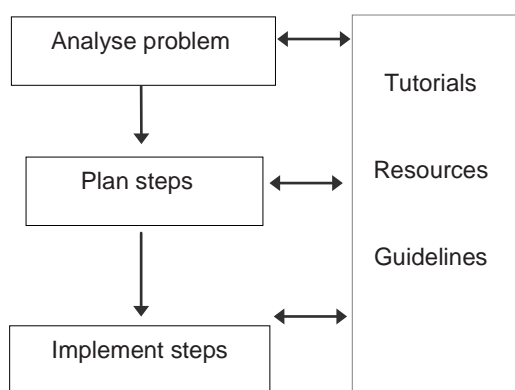 Analyse problem
Tutorials
Plan steps
Resources
Guidelines
Implement steps